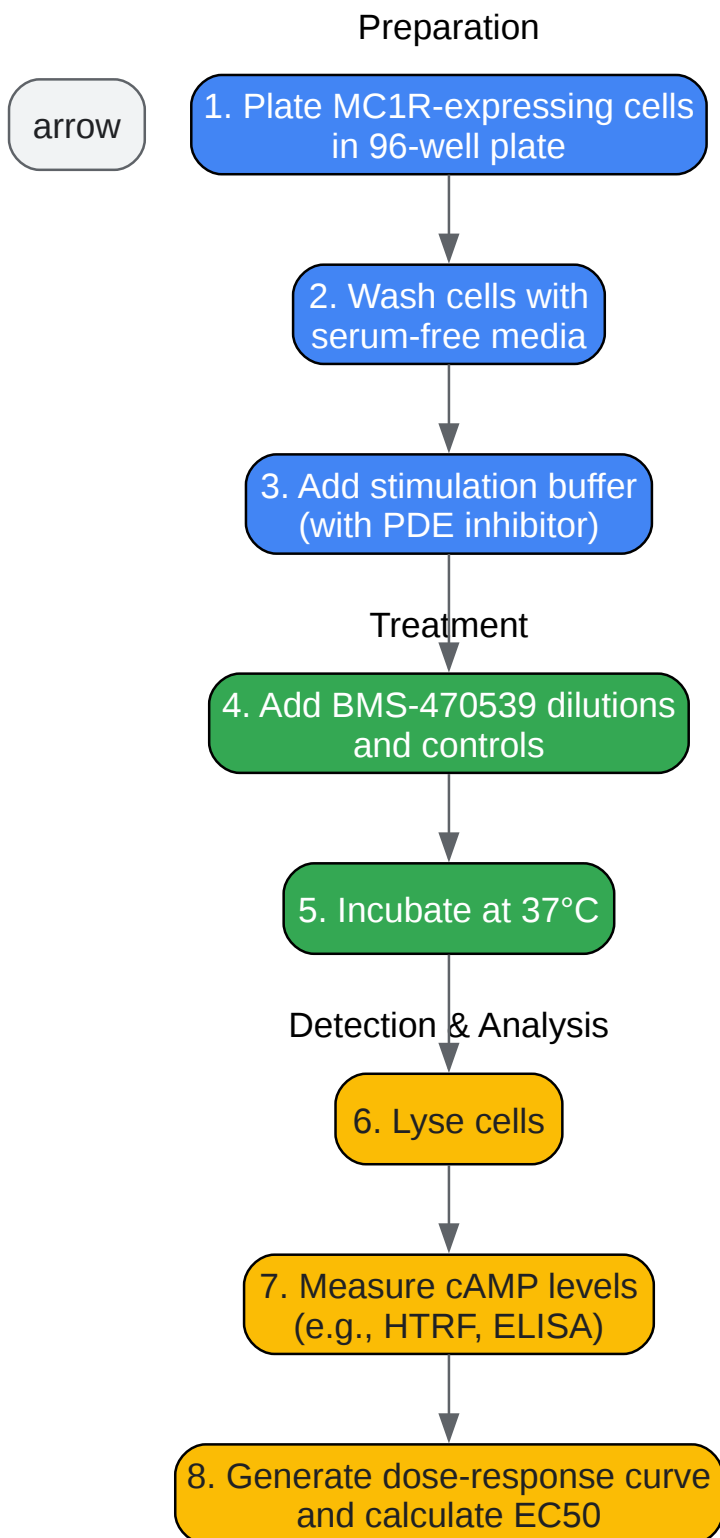 Preparation
arrow
1. Plate MC1R-expressing cells
in 96-well plate
2. Wash cells with
serum-free media
3. Add stimulation buffer
(with PDE inhibitor)
Treatment
4. Add BMS-470539 dilutions
and controls
5. Incubate at 37°C
Detection & Analysis
6. Lyse cells
7. Measure cAMP levels
(e.g., HTRF, ELISA)
8. Generate dose-response curve
and calculate EC50